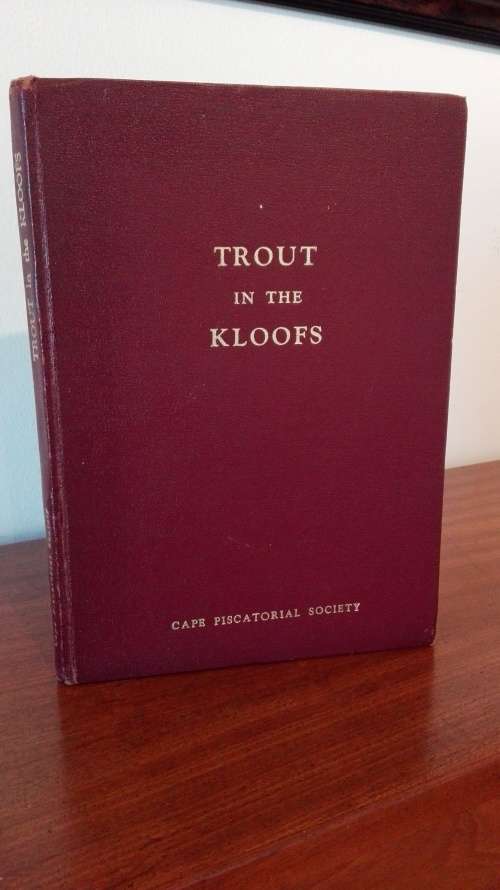 TROUT
IN THE
KLOOFS
CAPE PISCATORIAL SOCIETY
TROUT in the KLOOFS